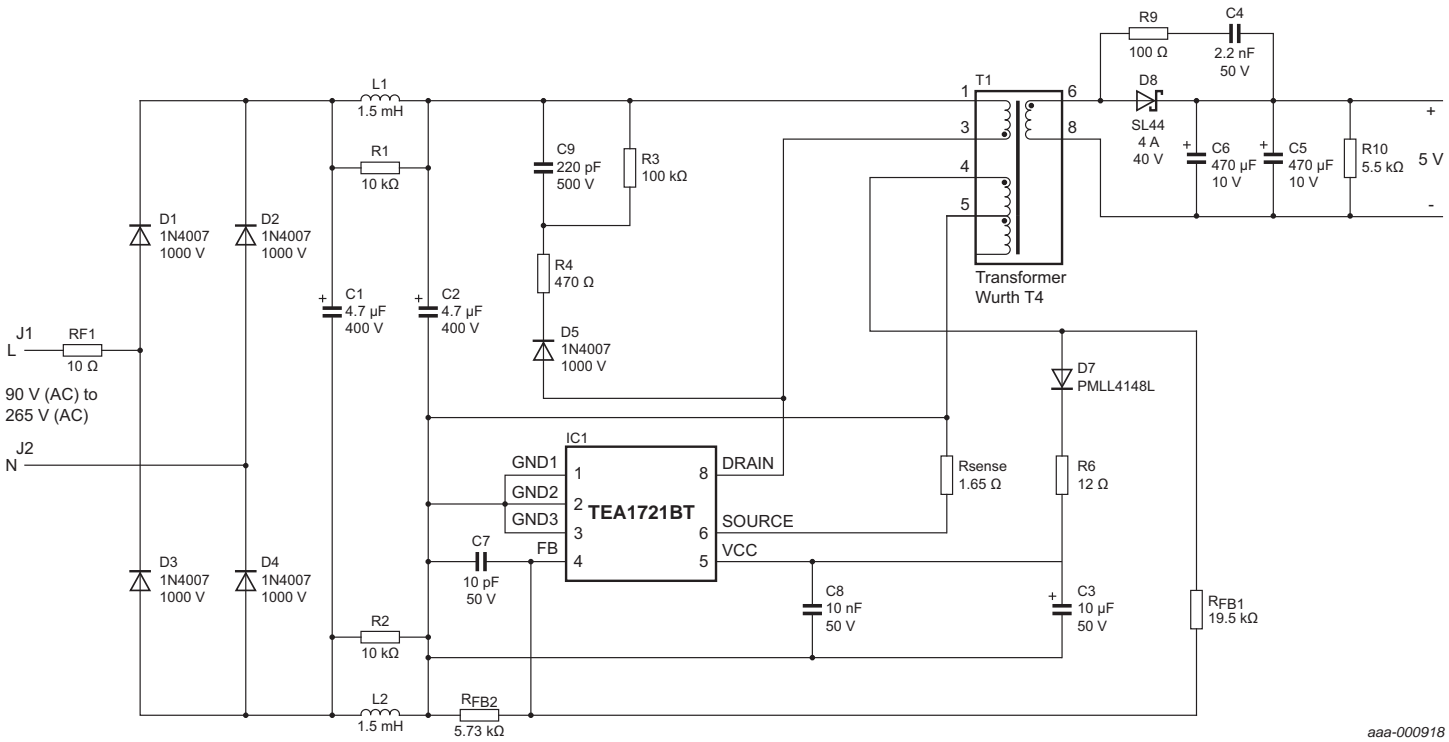 R9
100 Ω
C4
2.2 nF
50 V
L1
1.5 mH
T1
1
3
4
5
6
8
D8
SL44
4 A
40 V
+
5 V
-
C6
+
470 µF
10 V
C5
+
470 µF
10 V
R10
5.5 kΩ
R1
10 kΩ
C9
220 pF
500 V
R3
100 kΩ
D1
1N4007
1000 V
D2
1N4007
1000 V
R4
470 Ω
Transformer
Wurth T4
C1
+
4.7 µF
400 V
C2
+
4.7 µF
400 V
J1
L
RF1
10 Ω
D5
1N4007
1000 V
D7
PMLL4148L
90 V (AC) to
265 V (AC)
J2
N
IC1
GND1
1
8
DRAIN
GND2
2
TEA1721BT
GND3
3
6
SOURCE
FB
4
5
VCC
Rsense
1.65 Ω
R6
12 Ω
C7
10 pF
50 V
D3
1N4007
1000 V
D4
1N4007
1000 V
C8
10 nF
50 V
C3
+
10 µF
50 V
RFB1
19.5 kΩ
R2
10 kΩ
L2
1.5 mH
RFB2
5.73 kΩ
aaa-000918